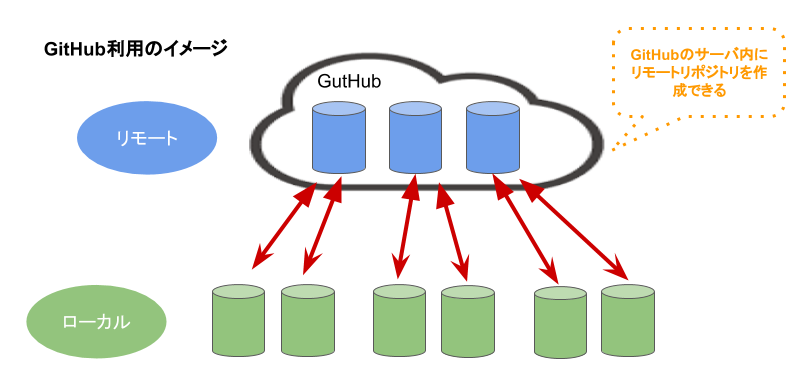 GitHub利用のイメージ
GutHub
GitHubのサーバ内に
リモートリポジトリを作
成できる
リモート
ローカル